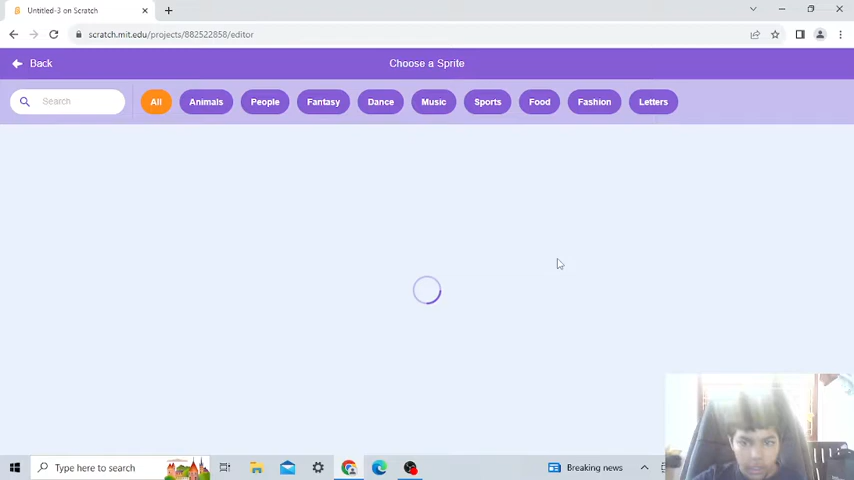 Untitled-3 on Scratch
scratch.mit.edu/projects/882522858/editor
Back
Choose a Sprite
Search
All
Animals
People
Fantasy
Dance
Music
Sports
Food
Fashion
Letters
Type here to search
Breaking news